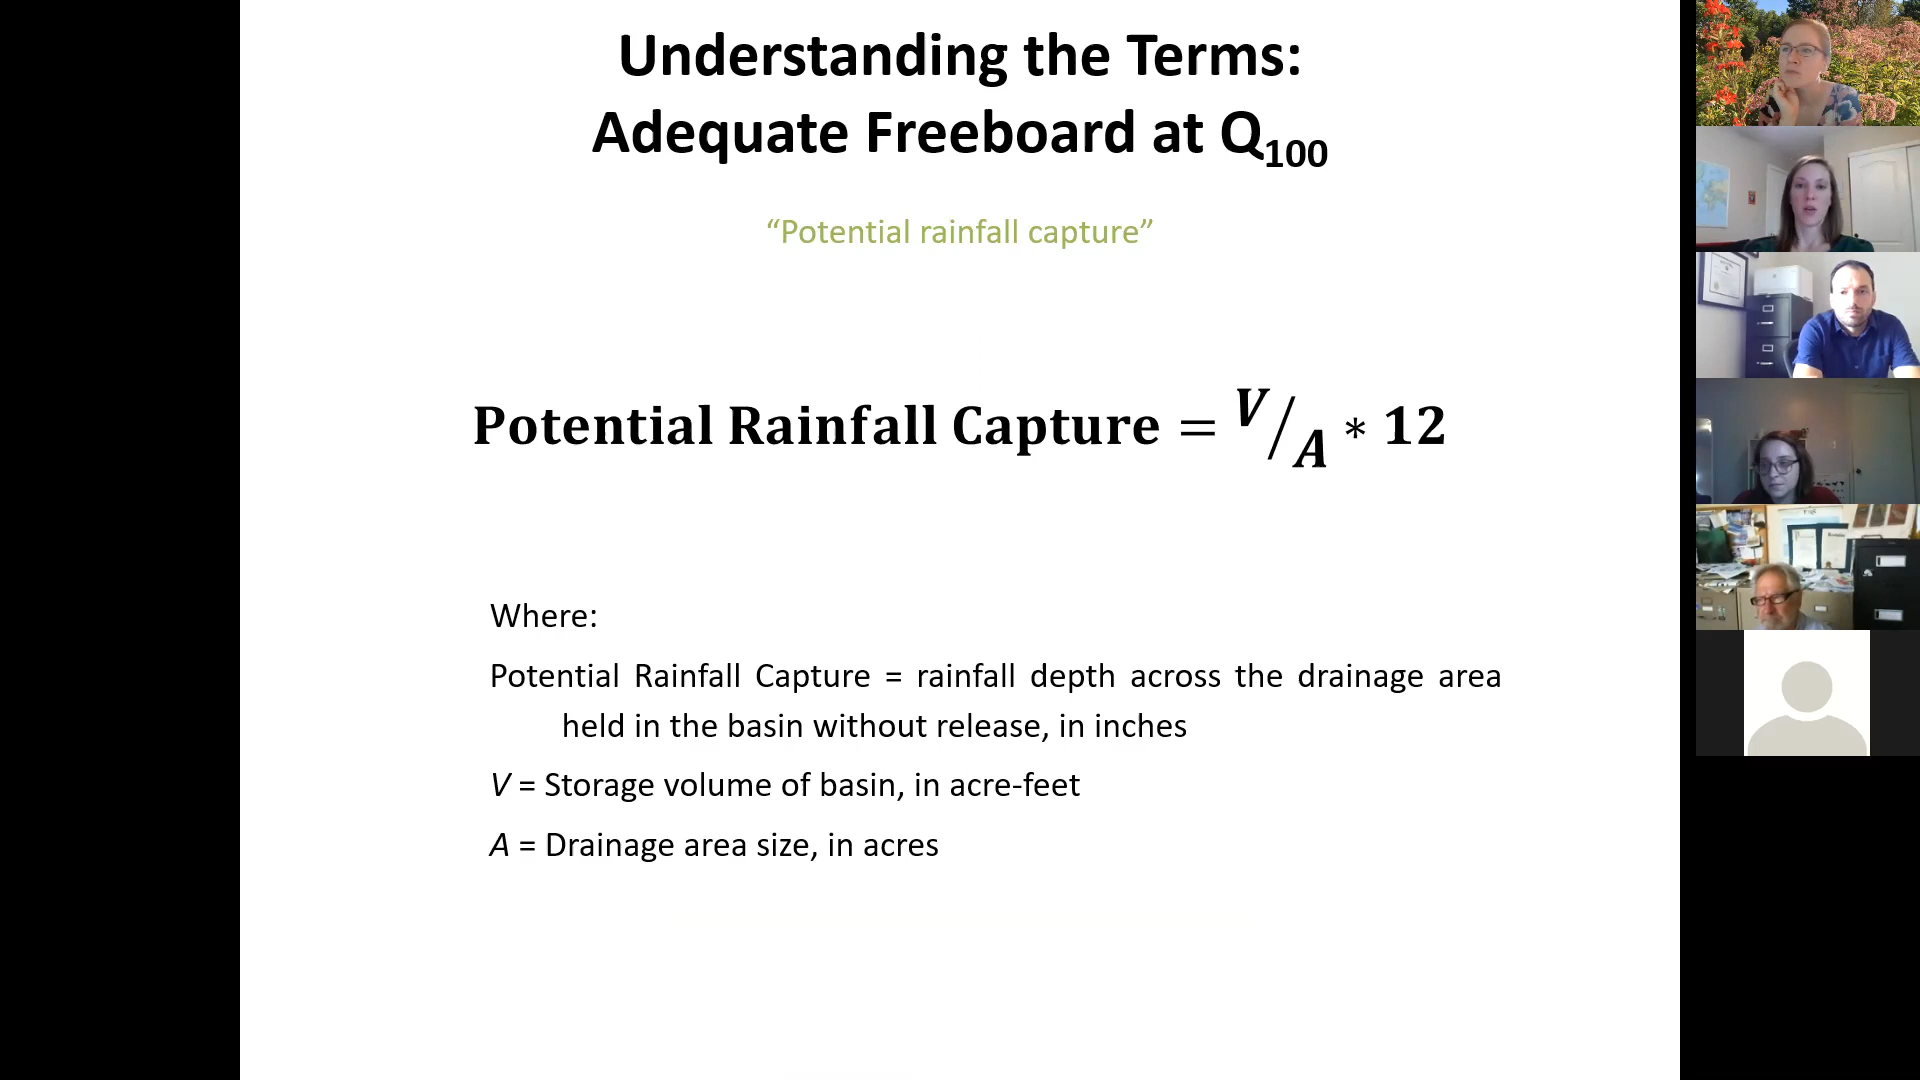 Understanding the Terms:
Adequate Freeboard at Q₁₀₀
“Potential rainfall capture”
Potential Rainfall Capture = V/A * 12
Where:
Potential Rainfall Capture = rainfall depth across the drainage area
held in the basin without release, in inches
V = Storage volume of basin, in acre-feet
A = Drainage area size, in acres